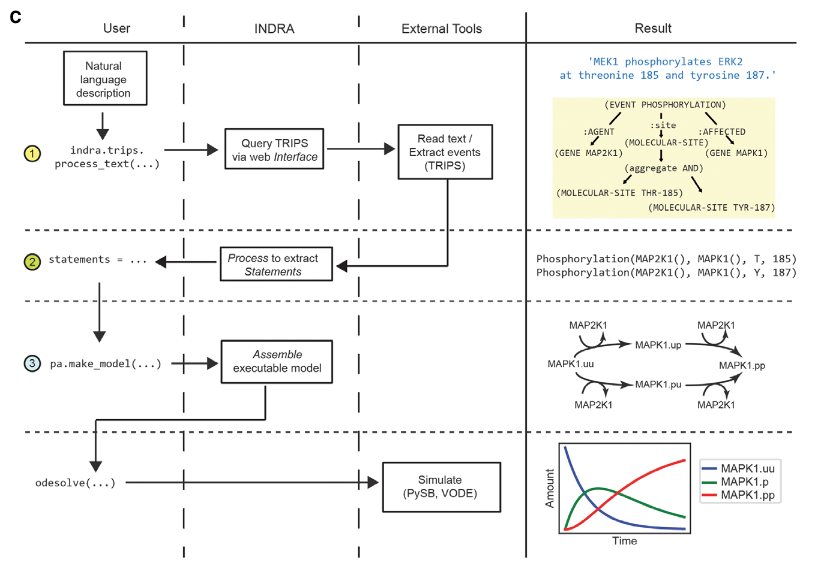 C
User
INDRA
External Tools
Result
Natural
language
description
'MEK1 phosphorylates ERK2
at threonine 185 and tyrosine 187.'
1
indra.trips.
process_text(...)
Query TRIPS
via web Interface
Read text /
Extract events
(TRIPS)
(EVENT PHOSPHORYLATION)
:AGENT
:site
:AFFECTED
(MOLECULAR-SITE)
(GENE MAP2K1)
(GENE MAPK1)
(aggregate AND)
(MOLECULAR-SITE THR-185)
(MOLECULAR-SITE TYR-187)
2
statements = ...
Process to extract
Statements
Phosphorylation(MAP2K1(), MAPK1(), T, 185)
Phosphorylation(MAP2K1(), MAPK1(), Y, 187)
3
pa.make_model(...)
Assemble
executable model
MAP2K1
MAP2K1
MAPK1.up
MAPK1.uu
MAPK1.pp
MAPK1.pu
MAP2K1
MAP2K1
odesolve(...)
Simulate
(PySB, VODE)
Amount
Time
MAPK1.uu
MAPK1.p
MAPK1.pp